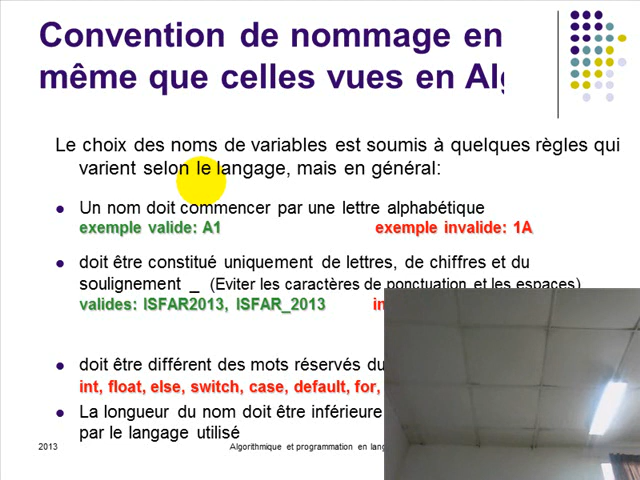 Convention de nommage en
même que celles vues en
Le choix des noms de variables est soumis à quelques règles qui
varient selon le langage, mais en général:
Un nom doit commencer par une lettre alphabétique
exemple valide: A1 exemple invalide: 1A
doit être constitué uniquement de lettres, de chiffres et du
soulignement _ (Eviter les caractères de ponctuation et les espaces)
valides: ISFAR2013, ISFAR_2013
doit être différent des mots réservés du
int, float, else, switch, case, default, for,
La longueur du nom doit être inférieure
par le langage utilisé
2013 Algorithmique et programmation en